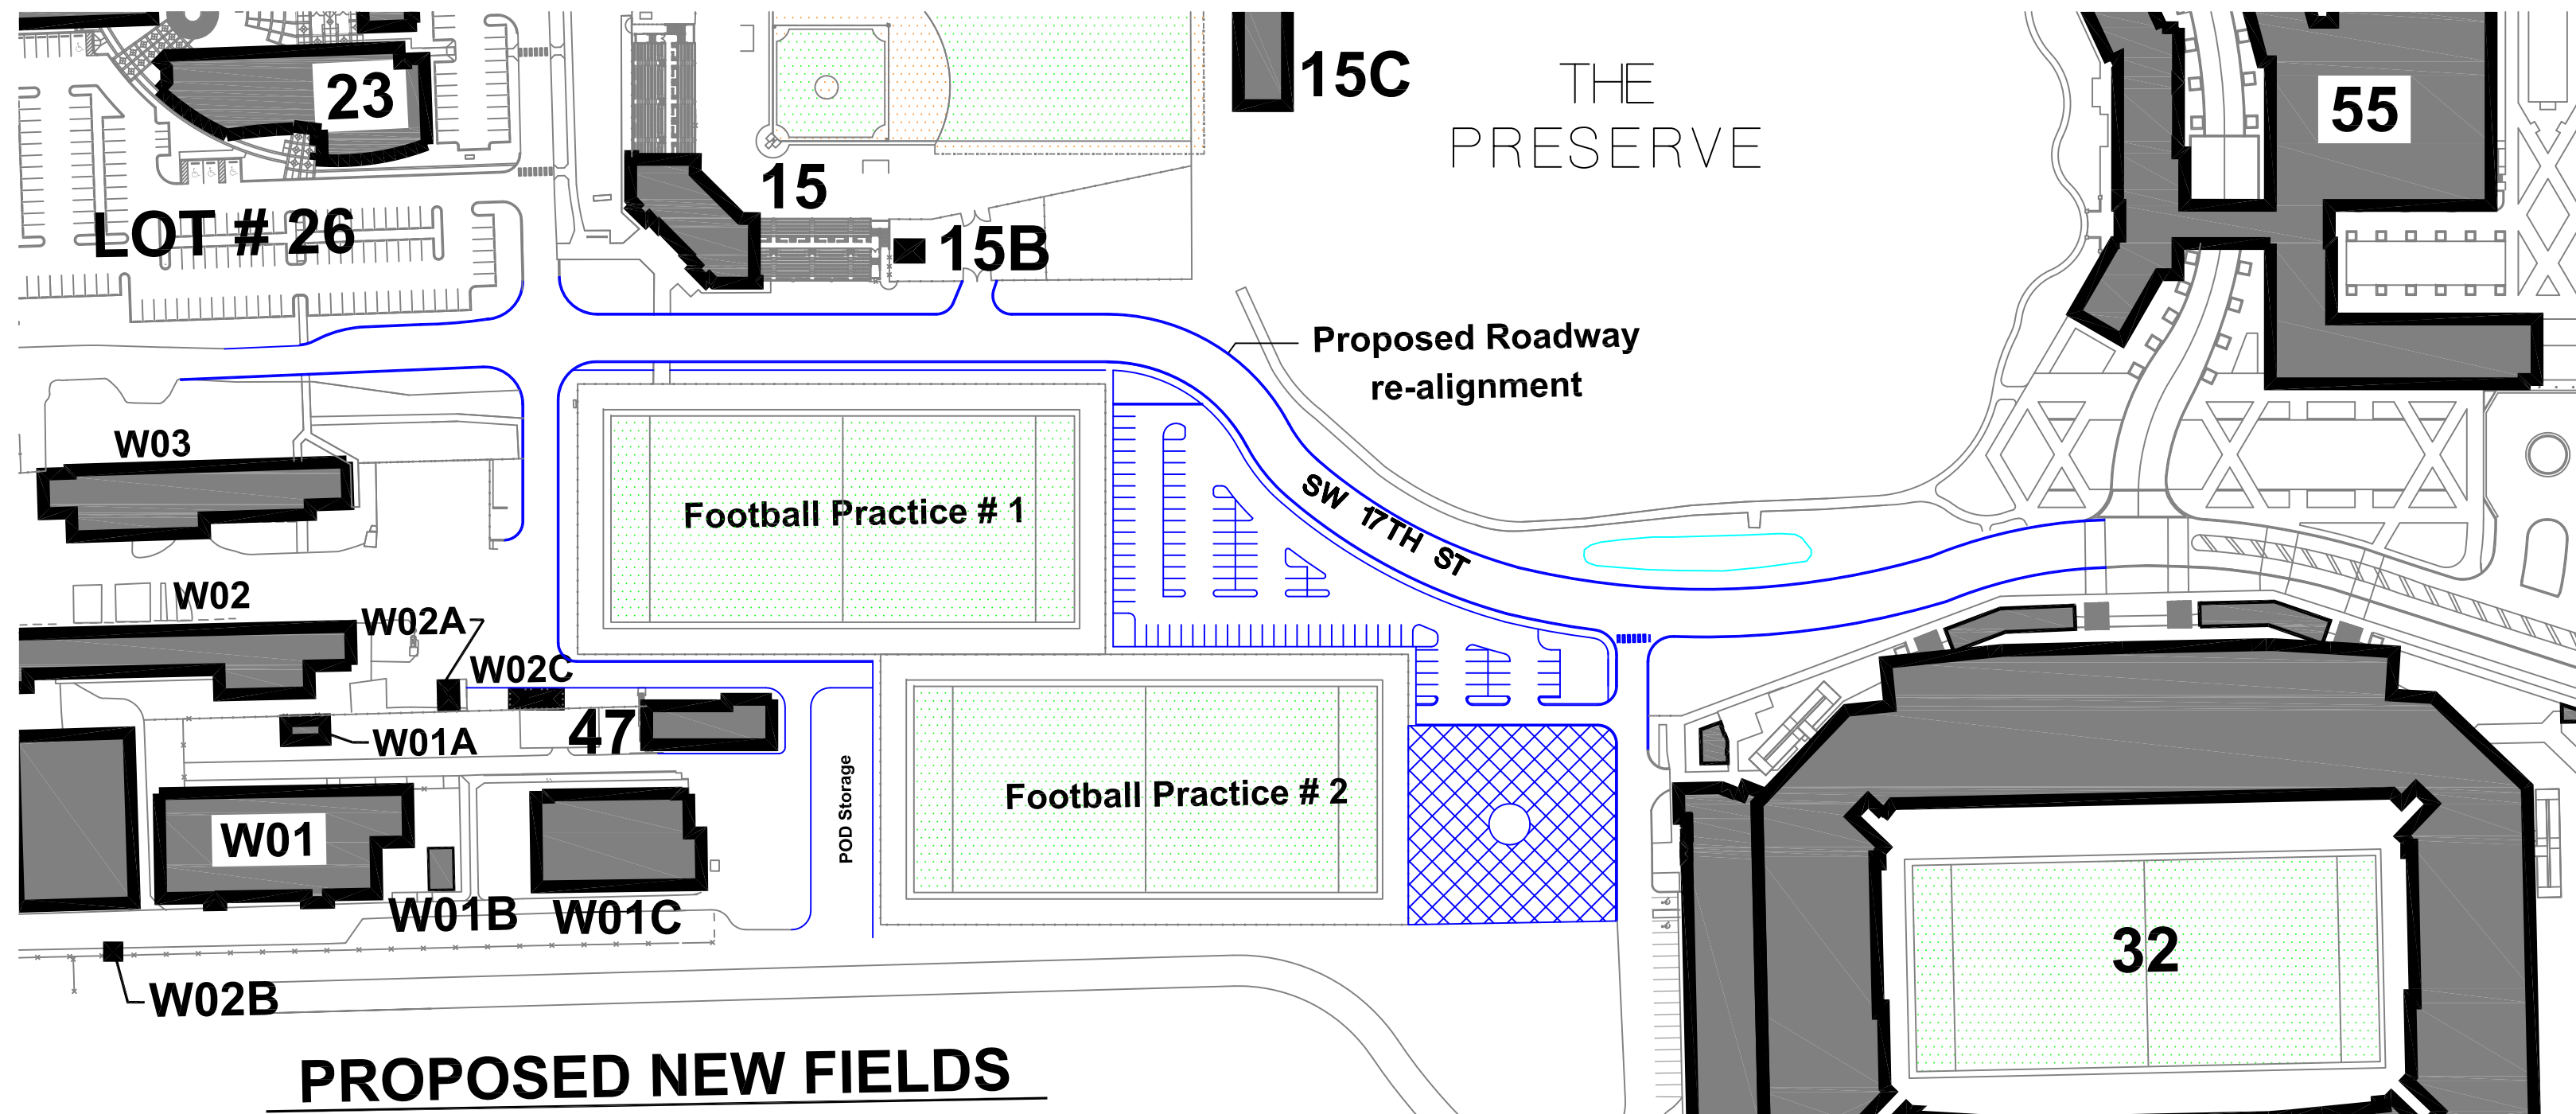 23
15C
THE
PRESERVE
55
15
LOT # 26
15B
Proposed Roadway
re-alignment
W03
Football Practice # 1
SW 17TH ST
W02
W02A
W02C
47
W01A
POD Storage
Football Practice # 2
W01
W01B
W01C
32
W02B
PROPOSED NEW FIELDS